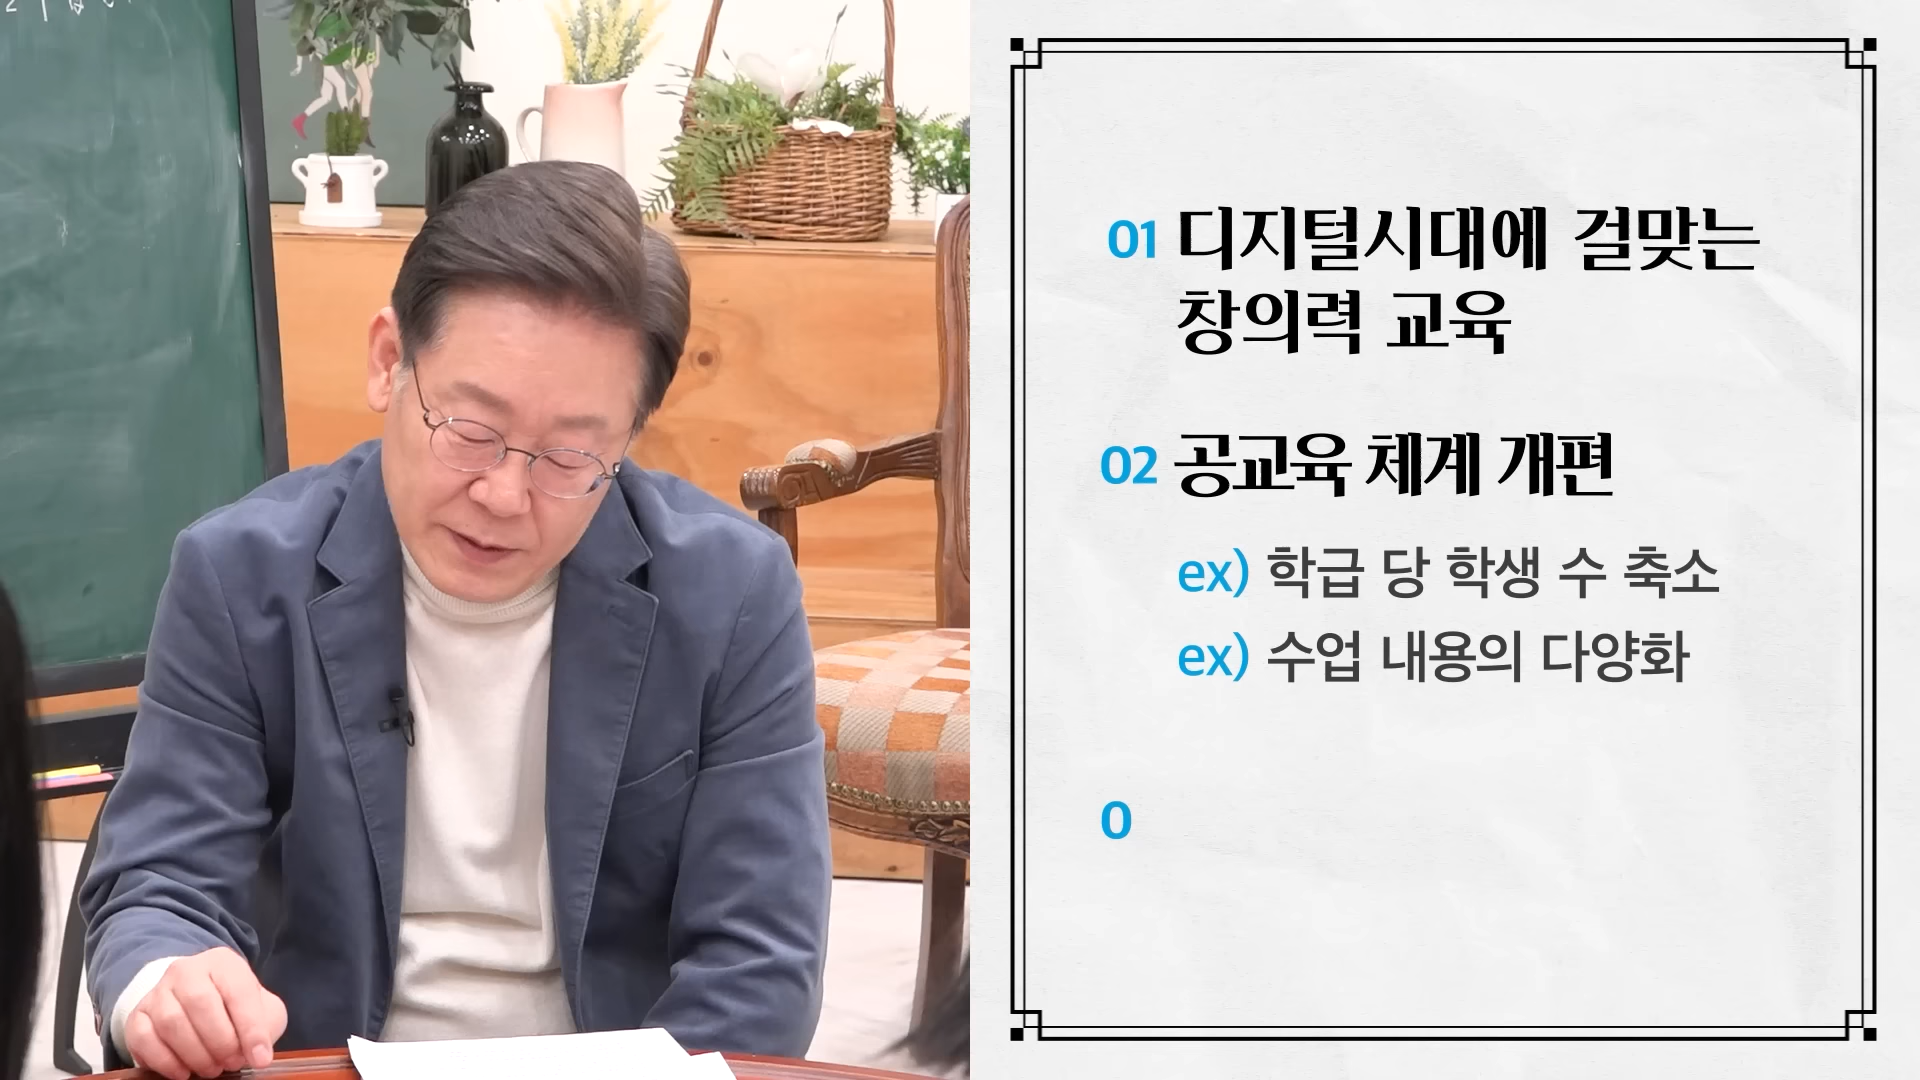 01 디지털시대에 걸맞는
창의력 교육
02 공교육 체계 개편
ex) 학급 당 학생 수 축소
ex) 수업 내용의 다양화
0